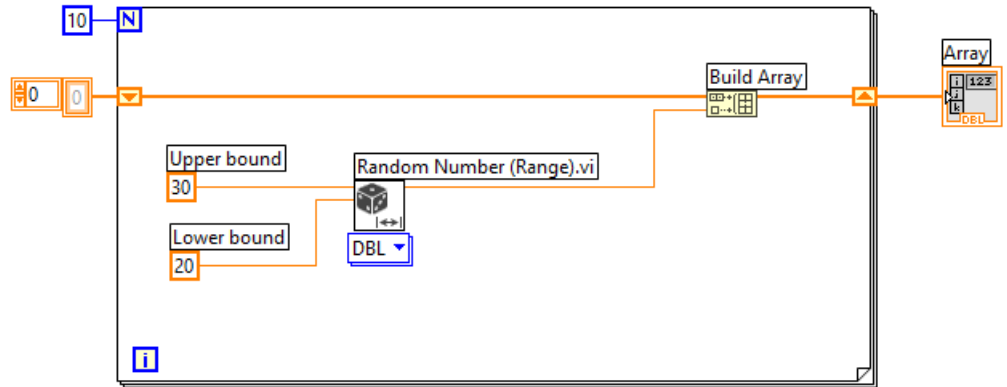 10
N
Array
0
0
i
123
j
k
DBL
Build Array
Upper bound
30
Random Number (Range).vi
Lower bound
20
DBL
i